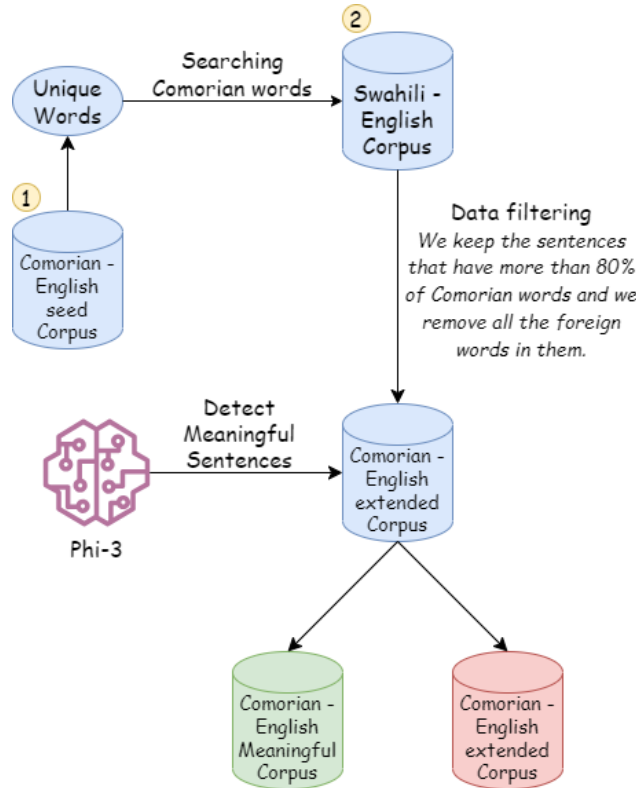 2
Searching
Comorian words
Unique
Words
Swahili -
English
Corpus
1
Comorian -
English
seed
Corpus
Data filtering
We keep the sentences
that have more than 80%
of Comorian words and we
remove all the foreign
words in them.
Detect
Meaningful
Sentences
Phi-3
Comorian -
English
extended
Corpus
Comorian -
English
Meaningful
Corpus
Comorian -
English
extended
Corpus